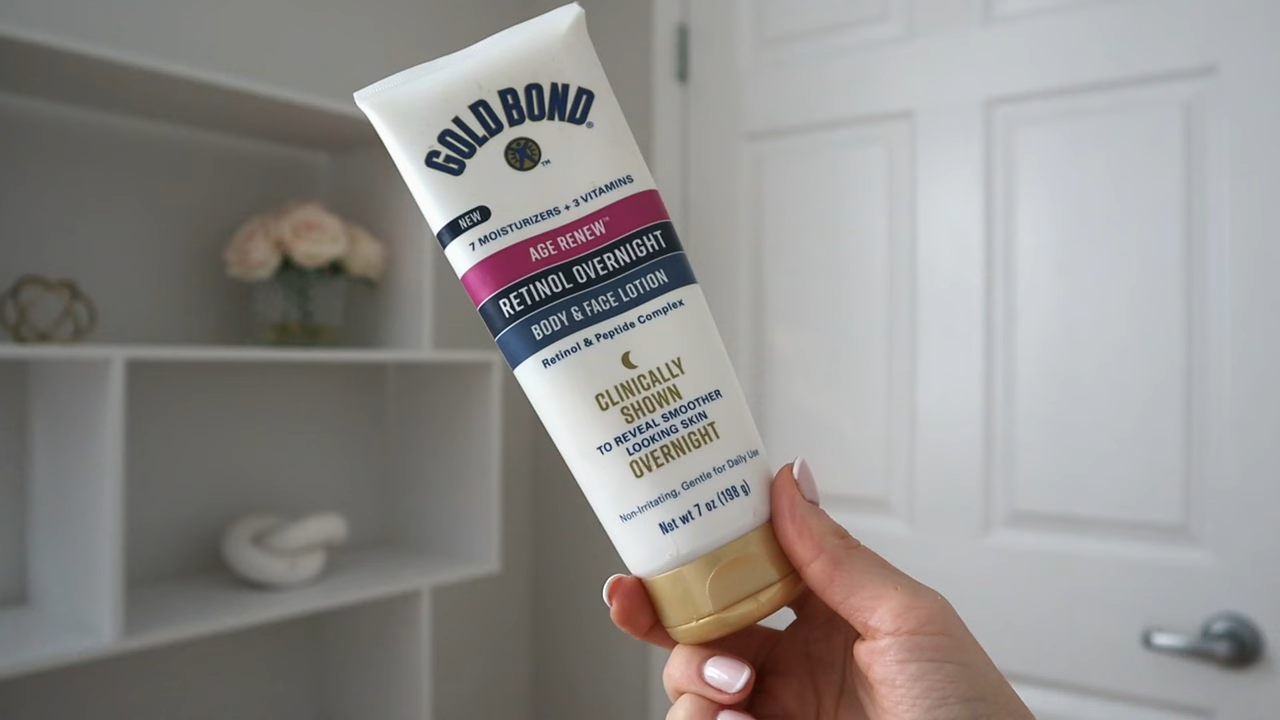 GOLD BOND®
™
NEW
7 MOISTURIZERS + 3 VITAMINS
AGE RENEW™
RETINOL OVERNIGHT
BODY & FACE LOTION
Retinol & Peptide Complex
CLINICALLY
SHOWN
TO REVEAL SMOOTHER
LOOKING SKIN
OVERNIGHT
Non-Irritating, Gentle for Daily Use
Net wt 7 oz (198 g)